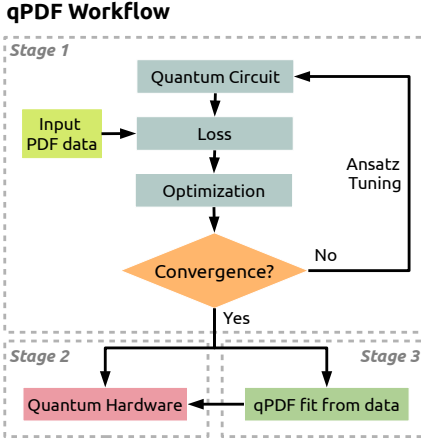 qPDF Workflow
Stage 1
Quantum Circuit
Input
PDF data
Loss
Ansatz
Tuning
Optimization
No
Convergence?
Yes
Stage 2
Stage 3
Quantum Hardware
qPDF fit from data